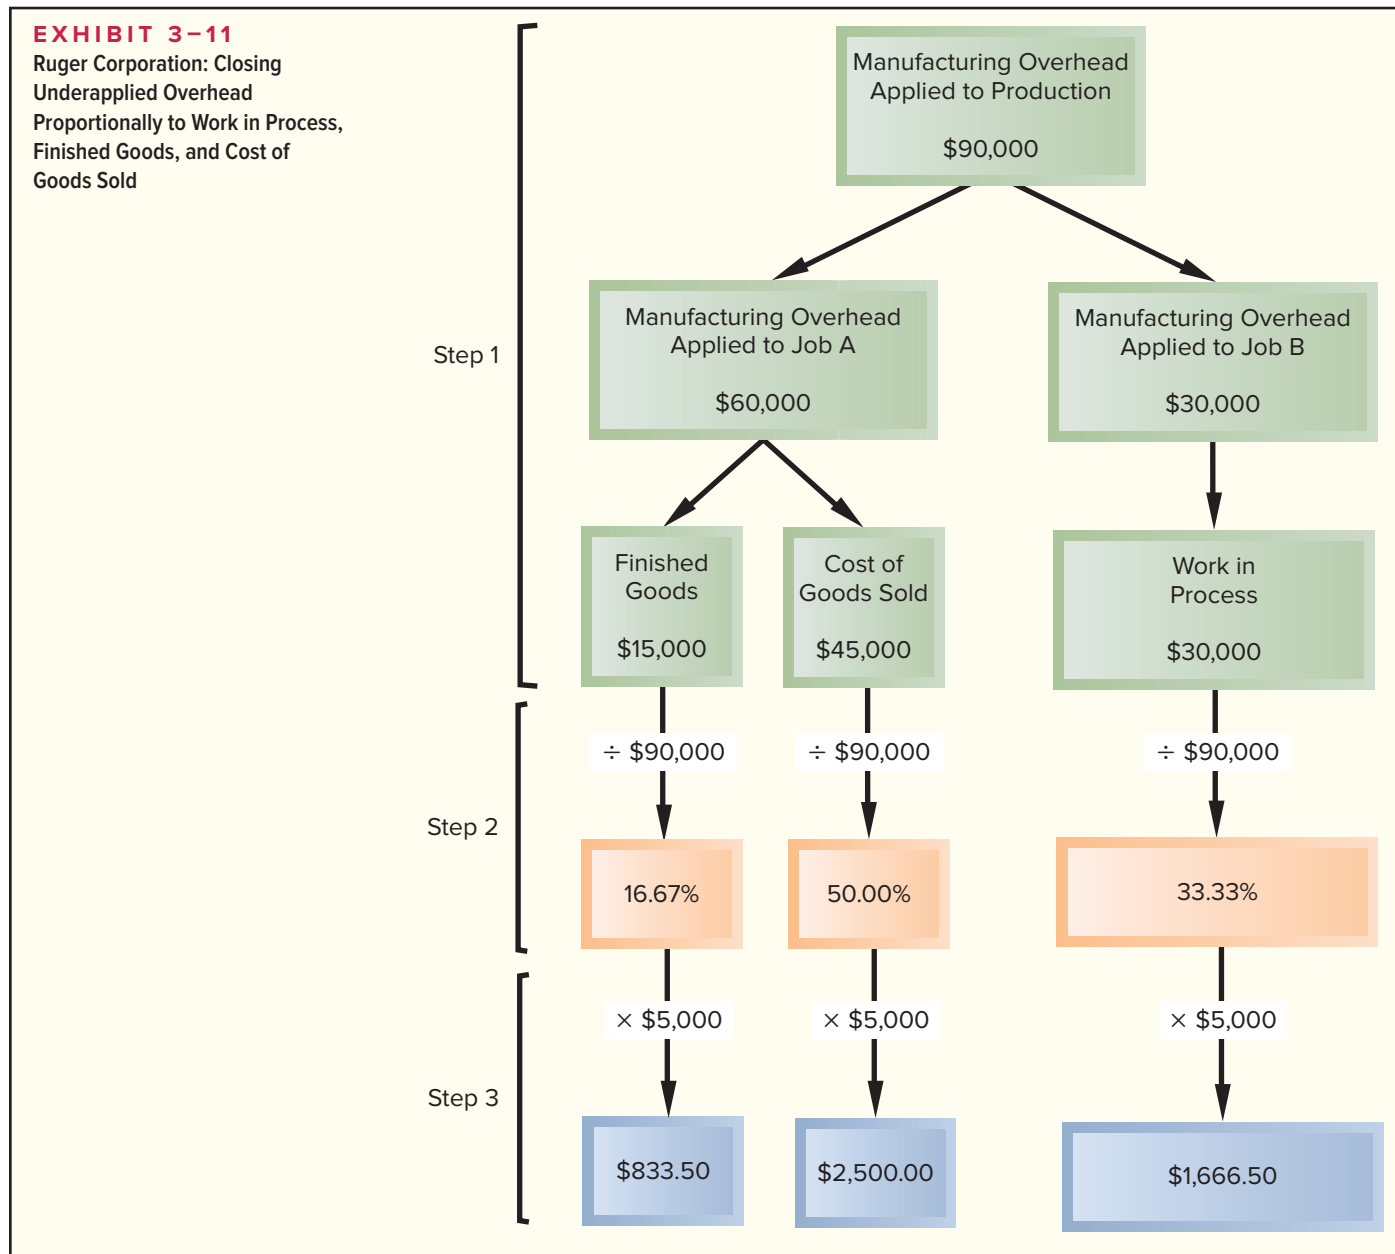 EXHIBIT 3–11
Ruger Corporation: Closing
Underapplied Overhead
Proportionally to Work in Process,
Finished Goods, and Cost of
Goods Sold
Manufacturing Overhead
Applied to Production
$90,000
Step 1
Manufacturing Overhead
Applied to Job A
$60,000
Manufacturing Overhead
Applied to Job B
$30,000
Finished
Goods
$15,000
Cost of
Goods Sold
$45,000
Work in
Process
$30,000
÷ $90,000
÷ $90,000
÷ $90,000
Step 2
16.67%
50.00%
33.33%
× $5,000
× $5,000
× $5,000
Step 3
$833.50
$2,500.00
$1,666.50